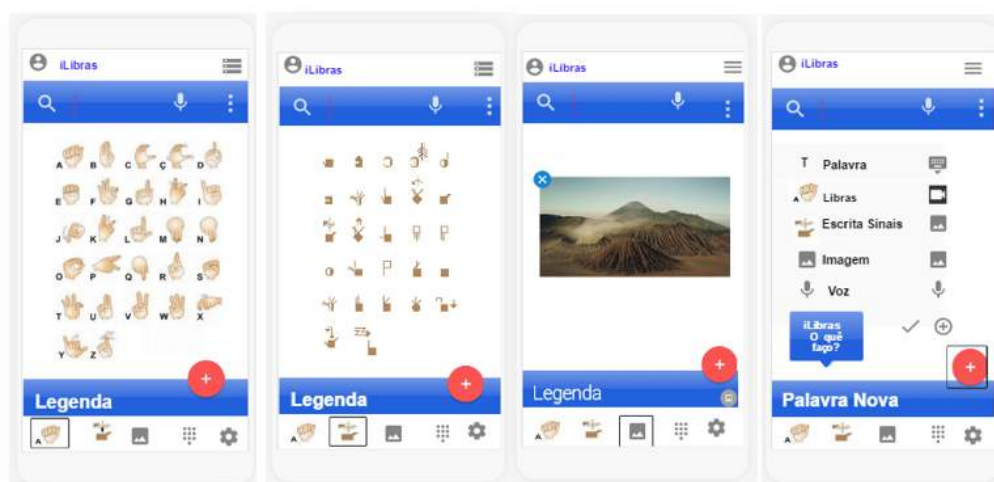 iLibras
A B C Ç D
E F G H I
J K L M N
O P Q R S
T U V W X
Y Z
Legenda
A
iLibras
Legenda
A
iLibras
Legenda
A
iLibras
T Palavra
A Libras
Escrita Sinais
Imagem
Voz
iLibras
O quê
faço?
Palavra Nova
A